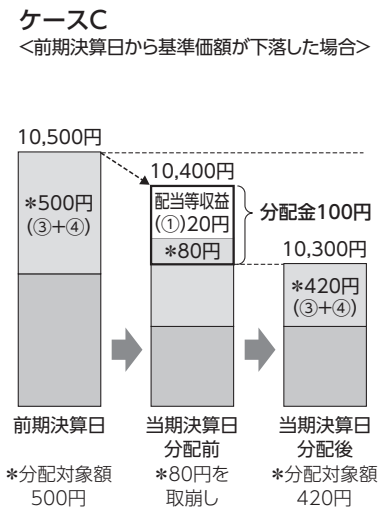 ケースC
<前期決算日から基準価額が下落した場合>
10,500円
*500円
(③+④)
10,400円
配当等収益
(①)20円
*80円
分配金100円
10,300円
*420円
(③+④)
前期決算日
*分配対象額
500円
当期決算日
分配前
*80円を
取崩し
当期決算日
分配後
*分配対象額
420円